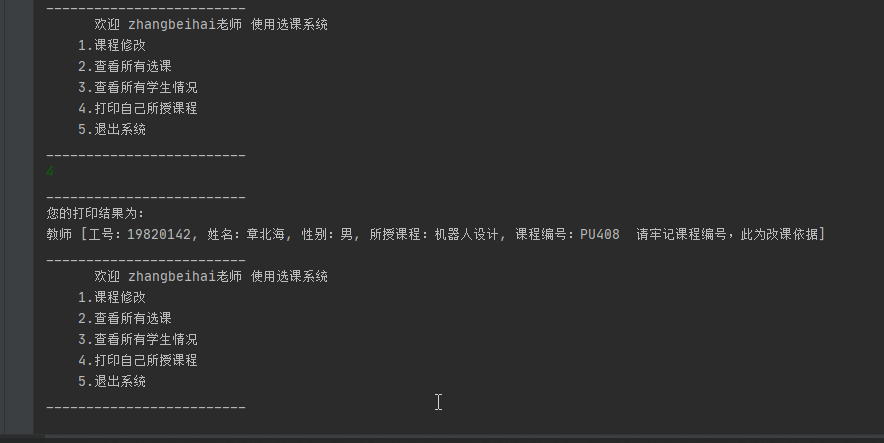 -------------------------
欢迎 zhangbeihai老师 使用选课系统
1.课程修改
2.查看所有选课
3.查看所有学生情况
4.打印自己所授课程
5.退出系统
-------------------------
4
-------------------------
您的打印结果为:
教师 [工号: 19820142, 姓名: 章北海, 性别: 男, 所授课程: 机器人设计, 课程编号: PU408  请牢记课程编号，此为改课依据]
-------------------------
欢迎 zhangbeihai老师 使用选课系统
1.课程修改
2.查看所有选课
3.查看所有学生情况
4.打印自己所授课程
5.退出系统
-------------------------